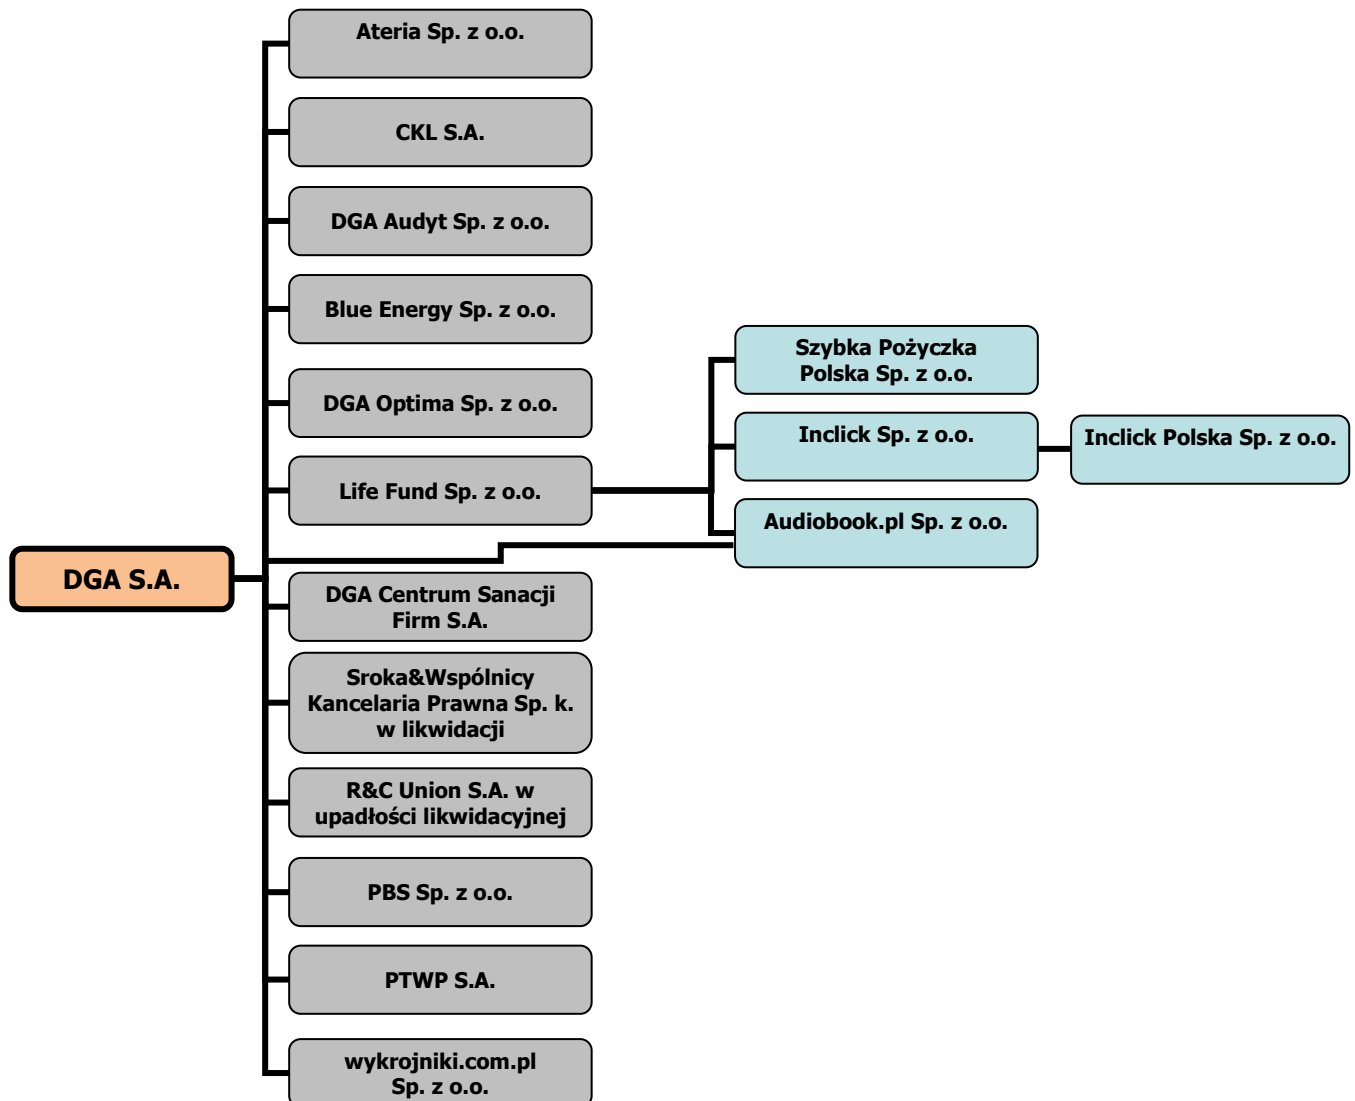 Ateria Sp. z o.o.
CKL S.A.
DGA Audyt Sp. z o.o.
Blue Energy Sp. z o.o.
Szybka Pożyczka
Polska Sp. z o.o.
DGA Optima Sp. z o.o.
Inclick Sp. z o.o.
Inclick Polska Sp. z o.o.
Life Fund Sp. z o.o.
Audiobook.pl Sp. z o.o.
DGA S.A.
DGA Centrum Sanacji
Firm S.A.
Sroka&Wspólnicy
Kancelaria Prawna Sp. k.
w likwidacji
R&C Union S.A. w
upadłości likwidacyjnej
PBS Sp. z o.o.
PTWP S.A.
wykrojniki.com.pl
Sp. z o.o.